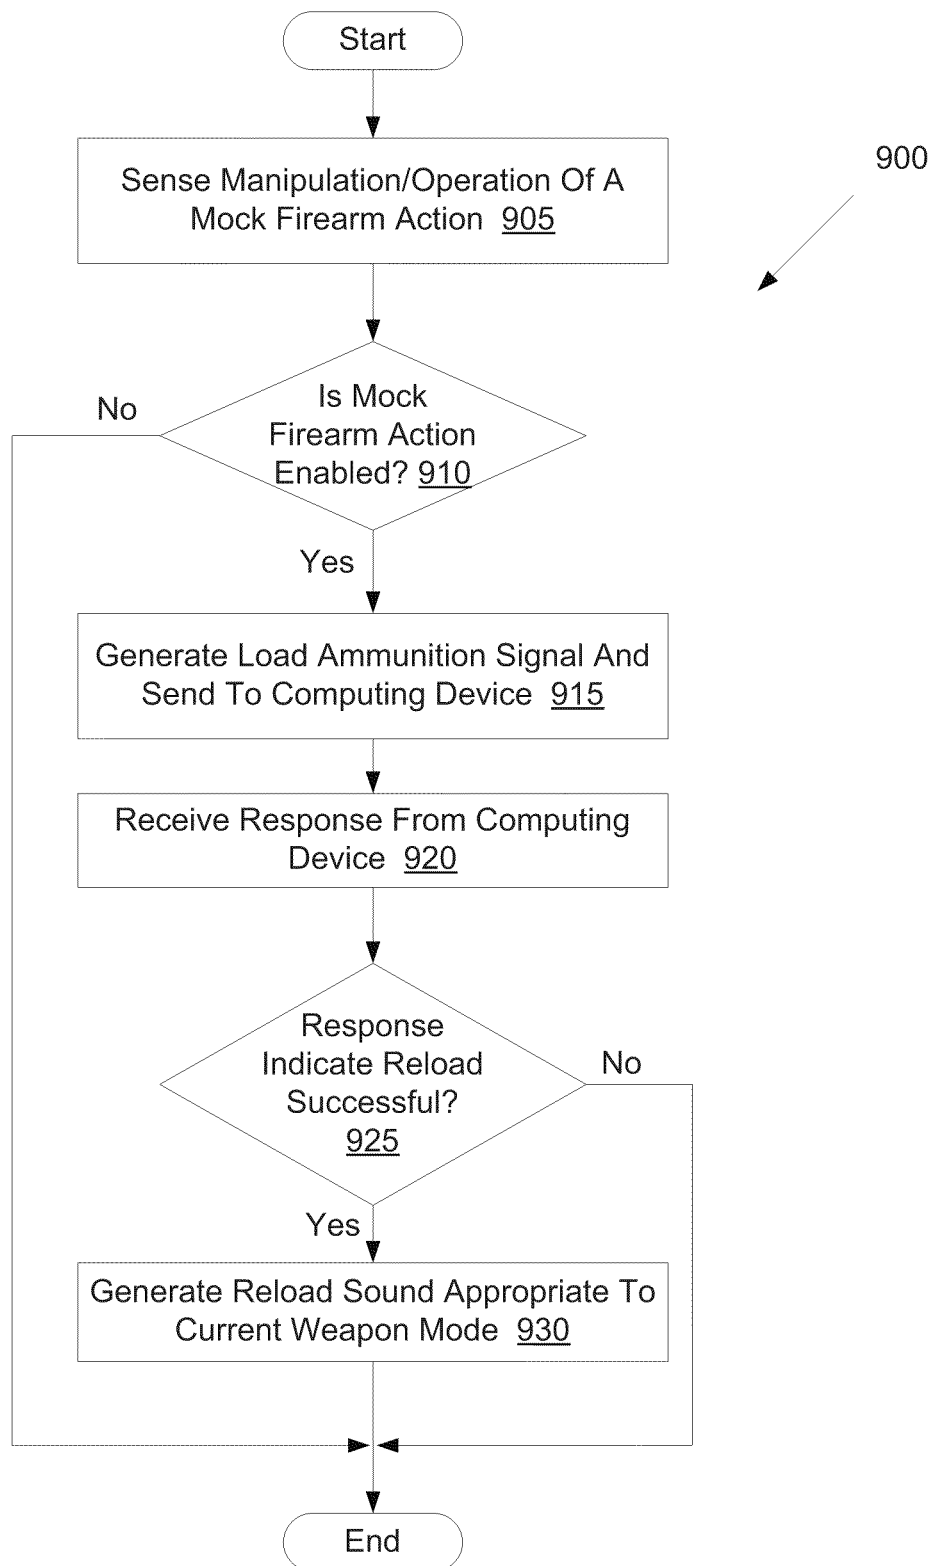 Start
900
Sense Manipulation/Operation Of A
Mock Firearm Action 905
No
Is Mock
Firearm Action
Enabled? 910
Yes
Generate Load Ammunition Signal And
Send To Computing Device 915
Receive Response From Computing
Device 920
Response
Indicate Reload
Successful?
925
No
Yes
Generate Reload Sound Appropriate To
Current Weapon Mode 930
End